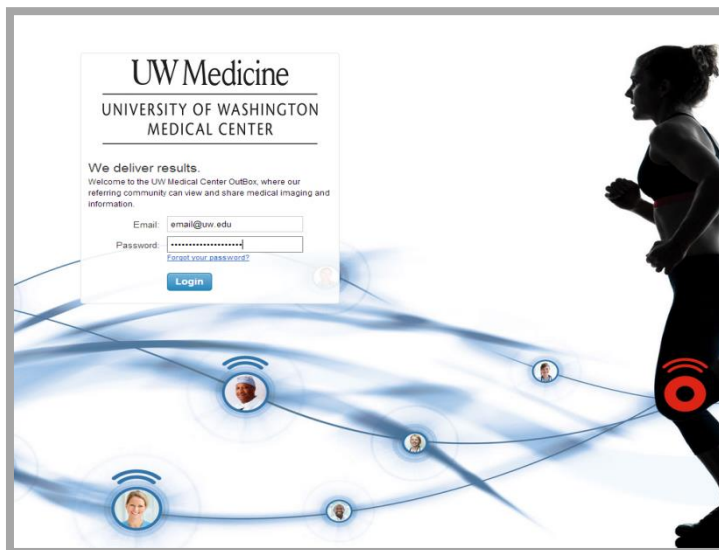 UW Medicine
UNIVERSITY OF WASHINGTON
MEDICAL CENTER
We deliver results.
Welcome to the UW Medical Center OutBox, where our
referring community can view and share medical imaging and
information.
Email: email@uw.edu
Password: ••••••••••••••••••••
Forgot your password?
Login